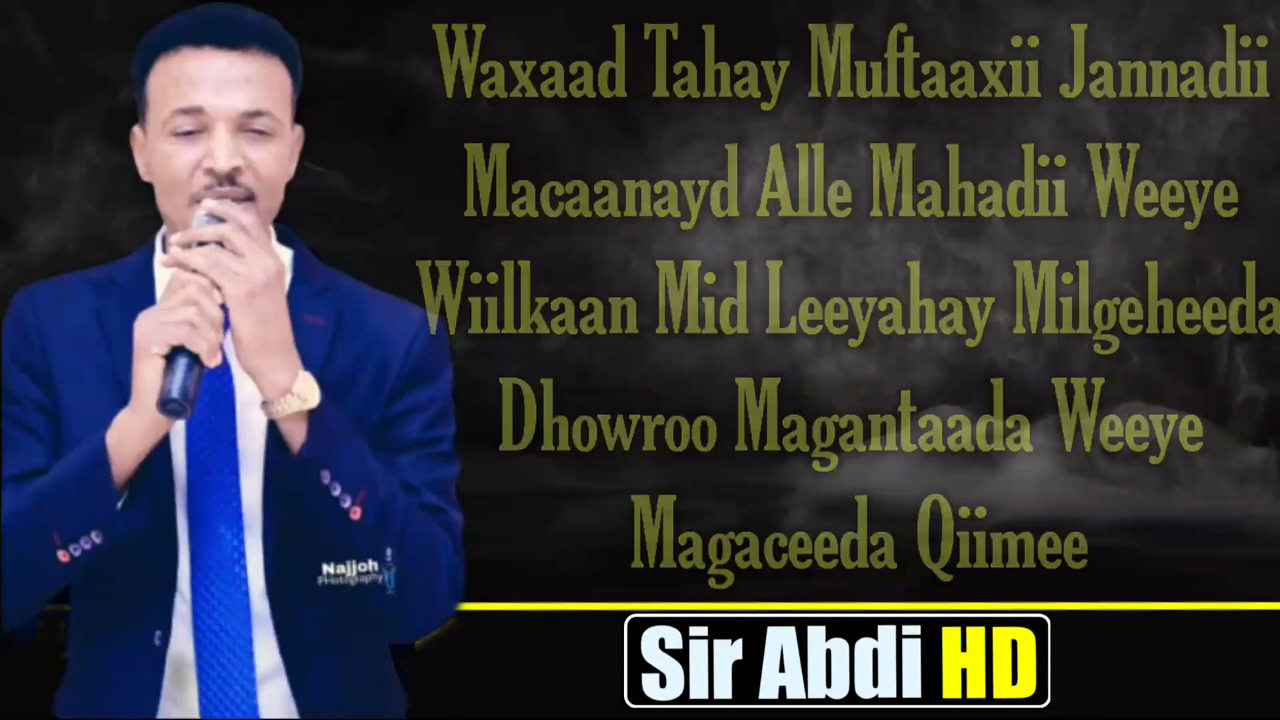 Waxaad Tahay Muftaaxii Jannadii
Macaanayd Alle Mahadii Weeye
Wiilkaan Mid Leeyahay Milgeheeda
Dhowroo Magantaada Weeye
Magaceeda Qiimee
Najjoh
PHotography
Sir Abdi HD